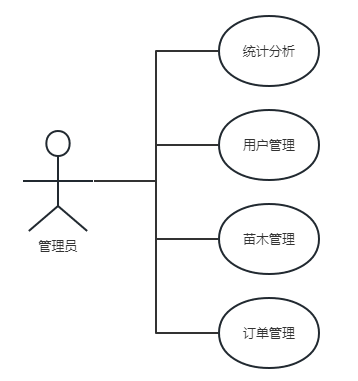 统计分析
用户管理
苗木管理
订单管理
管理员